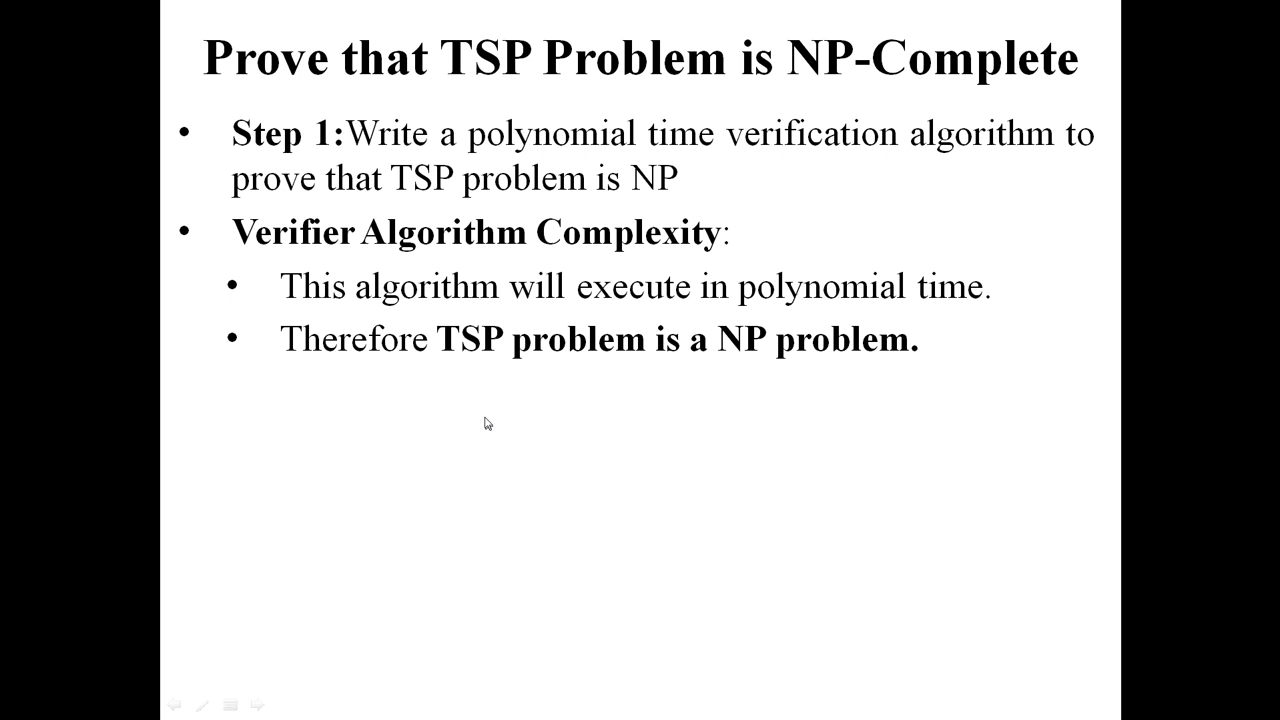 Prove that TSP Problem is NP-Complete
• Step 1:Write a polynomial time verification algorithm to
prove that TSP problem is NP
• Verifier Algorithm Complexity:
• This algorithm will execute in polynomial time.
• Therefore TSP problem is a NP problem.